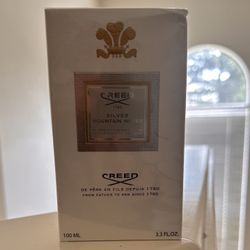 CREED
1760
SILVER
MOUNTAIN WATER
CREED
DE PÈRE EN FILS DEPUIS 1760
FROM FATHER TO SON SINCE 1760
100 ML 3.3 FL.OZ.